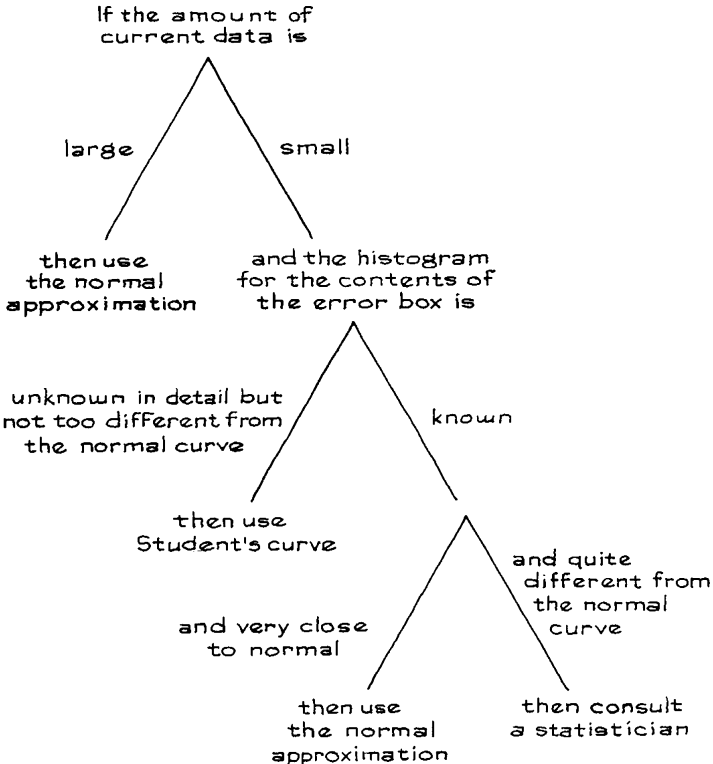 If the amount of
current data is
large
small
then use
the normal
approximation
and the histogram
for the contents of
the error box is
unknown in detail but
not too different from
the normal curve
known
then use
Student's curve
and quite
different from
the normal
curve
and very close
to normal
then use
the normal
approximation
then consult
a statistician